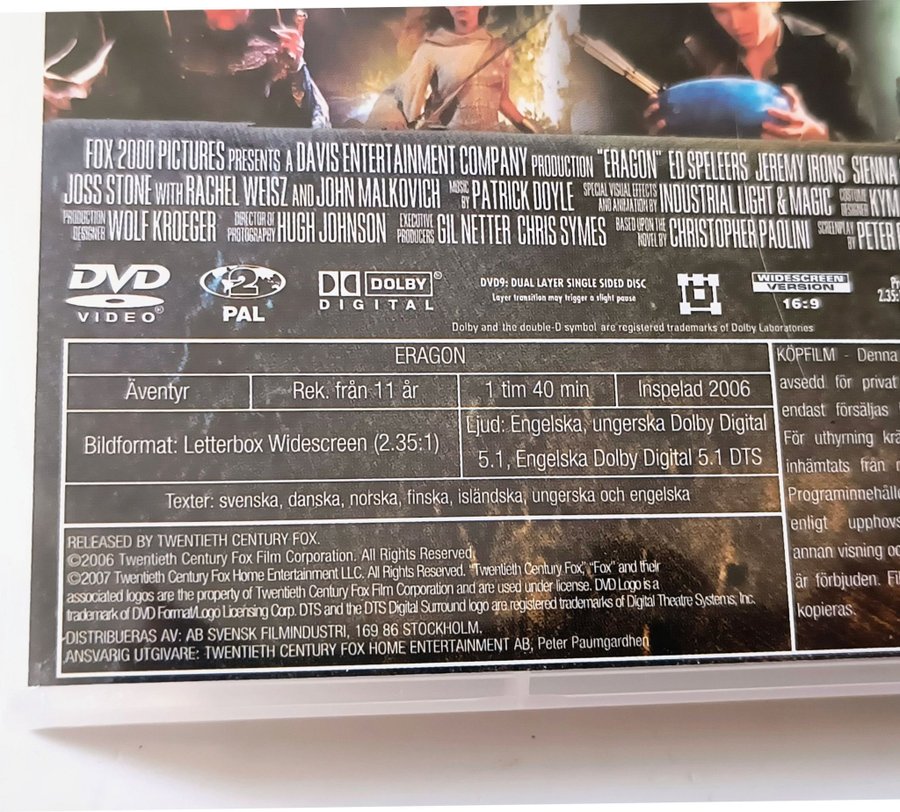 FOX 2000 PICTURES PRESENTS A DAVIS ENTERTAINMENT COMPANY PRODUCTION "ERAGON" ED SPELEERS JEREMY IRONS SIENNA
JOSS STONE WITH RACHEL WEISZ AND JOHN MALKOVICH MUSIC BY PATRICK DOYLE SPECIAL VISUAL EFFECTS AND ANIMATION BY INDUSTRIAL LIGHT & MAGIC COSTUME DESIGNER KYM
PRODUCTION DESIGNER WOLF KROEGER DIRECTOR OF PHOTOGRAPHY HUGH JOHNSON EXECUTIVE PRODUCERS GIL NETTER CHRIS SYMES BASED UPON THE NOVEL BY CHRISTOPHER PAOLINI SCREENPLAY BY PETER
DVD VIDEO®
2 PAL
DOLBY® DIGITAL
DVD9: DUAL LAYER SINGLE SIDED DISC
Layer transition may trigger a slight pause
WIDESCREEN VERSION
16:9
2.35:
Dolby and the double-D symbol are registered trademarks of Dolby Laboratories
ERAGON
Äventyr
Rek. från 11 år
1 tim 40 min
Inspelad 2006
Bildformat: Letterbox Widescreen (2.35:1)
Ljud: Engelska, ungerska Dolby Digital
5.1, Engelska Dolby Digital 5.1 DTS
Texter: svenska, danska, norska, finska, isländska, ungerska och engelska
RELEASED BY TWENTIETH CENTURY FOX.
©2006 Twentieth Century Fox Film Corporation. All Rights Reserved.
©2007 Twentieth Century Fox Home Entertainment LLC. All Rights Reserved. "Twentieth Century Fox", "Fox" and their
associated logos are the property of Twentieth Century Fox Film Corporation and are used under license. DVD Logo is a
trademark of DVD Format/Logo Licensing Corp. DTS and the DTS Digital Surround logo are registered trademarks of Digital Theatre Systems, Inc.
DISTRIBUERAS AV: AB SVENSK FILMINDUSTRI, 169 86 STOCKHOLM.
ANSVARIG UTGIVARE: TWENTIETH CENTURY FOX HOME ENTERTAINMENT AB, Peter Paumgardhen
KÖPFILM - Denna
avsedd för privat
endast försäljas
För uthyrning
inhämtats från
Programinnehålle
enligt upphovs
annan visning
är förbjuden.
kopieras.